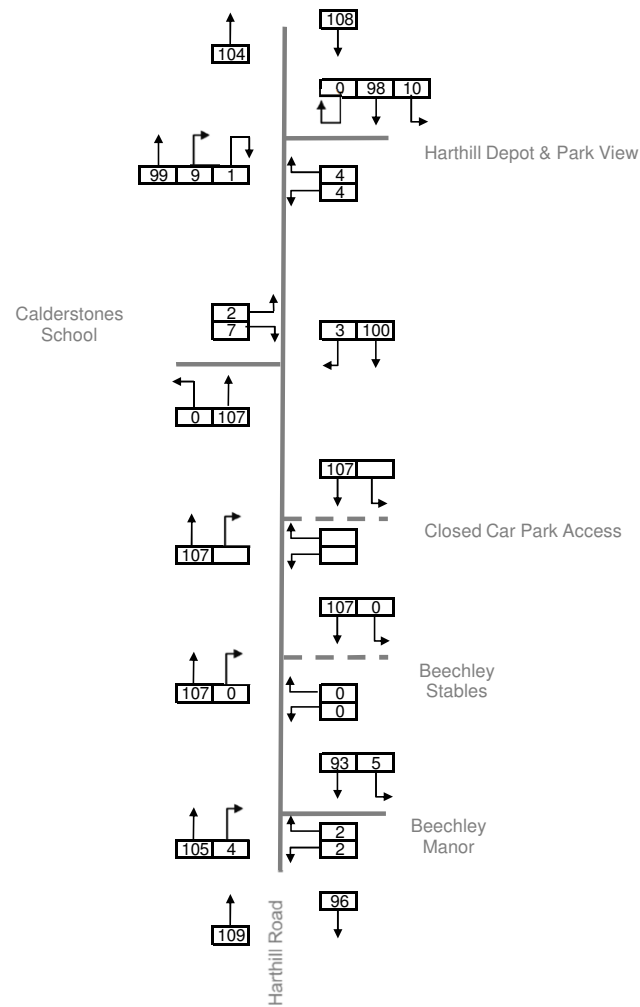 108
104
0 98 10
Harthill Depot & Park View
99 9 1
4
4
Calderstones
School
2
7
3 100
0 107
107
Closed Car Park Access
107
107 0
Beechley
Stables
107 0
0
0
93 5
Beechley
Manor
105 4
2
2
96
109
Harthill Road